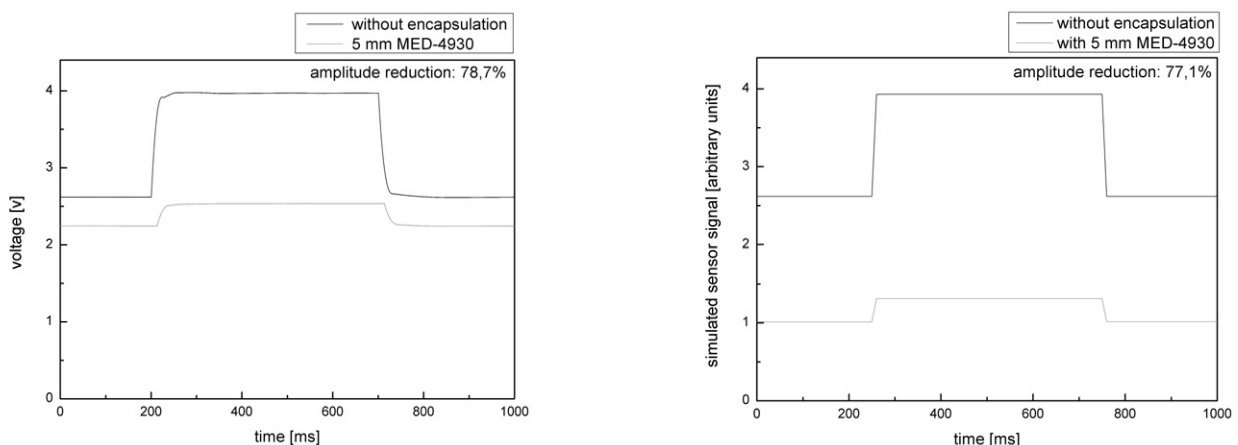 without encapsulation
5 mm MED-4930
amplitude reduction: 78,7%
4
3
2
1
0
0
200
400
600
800
1000
voltage [v]
time [ms]
without encapsulation
with 5 mm MED-4930
amplitude reduction: 77,1%
4
3
2
1
0
0
200
400
600
800
1000
simulated sensor signal [arbitrary units]
time [ms]